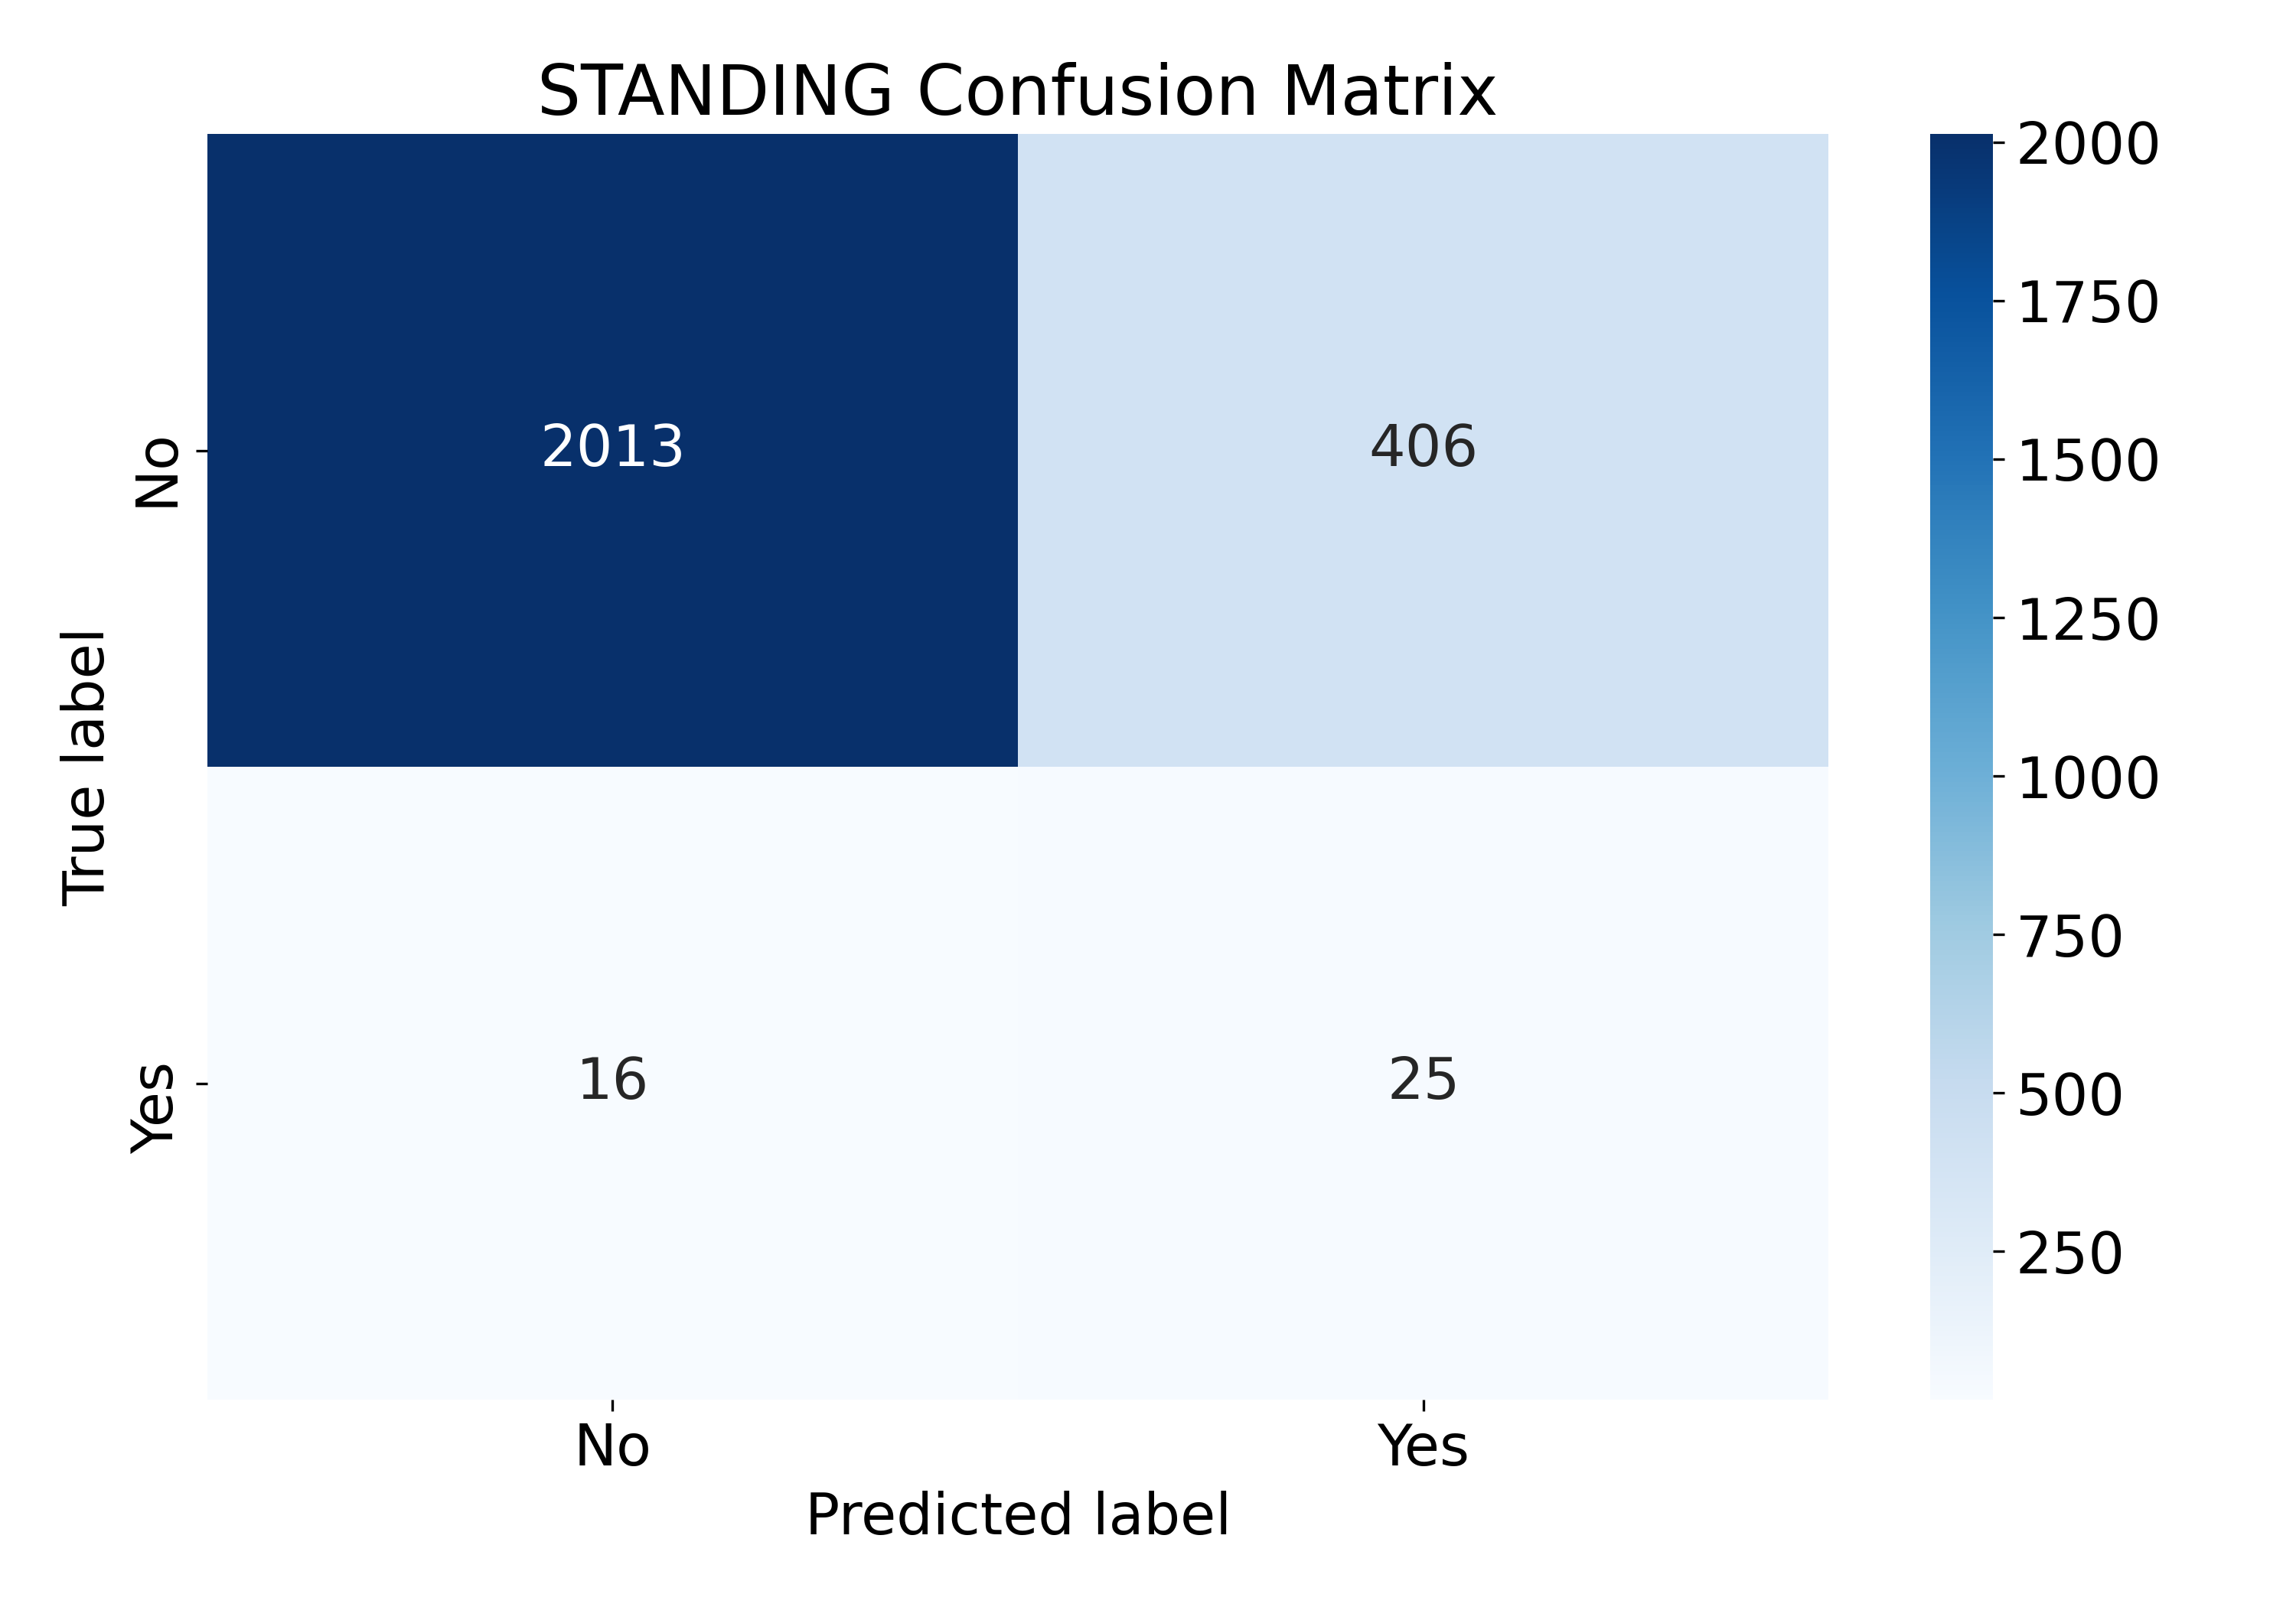 STANDING Confusion Matrix
2000
1750
1500
1250
1000
750
500
250
True label
No
Yes
2013
406
16
25
No
Yes
Predicted label